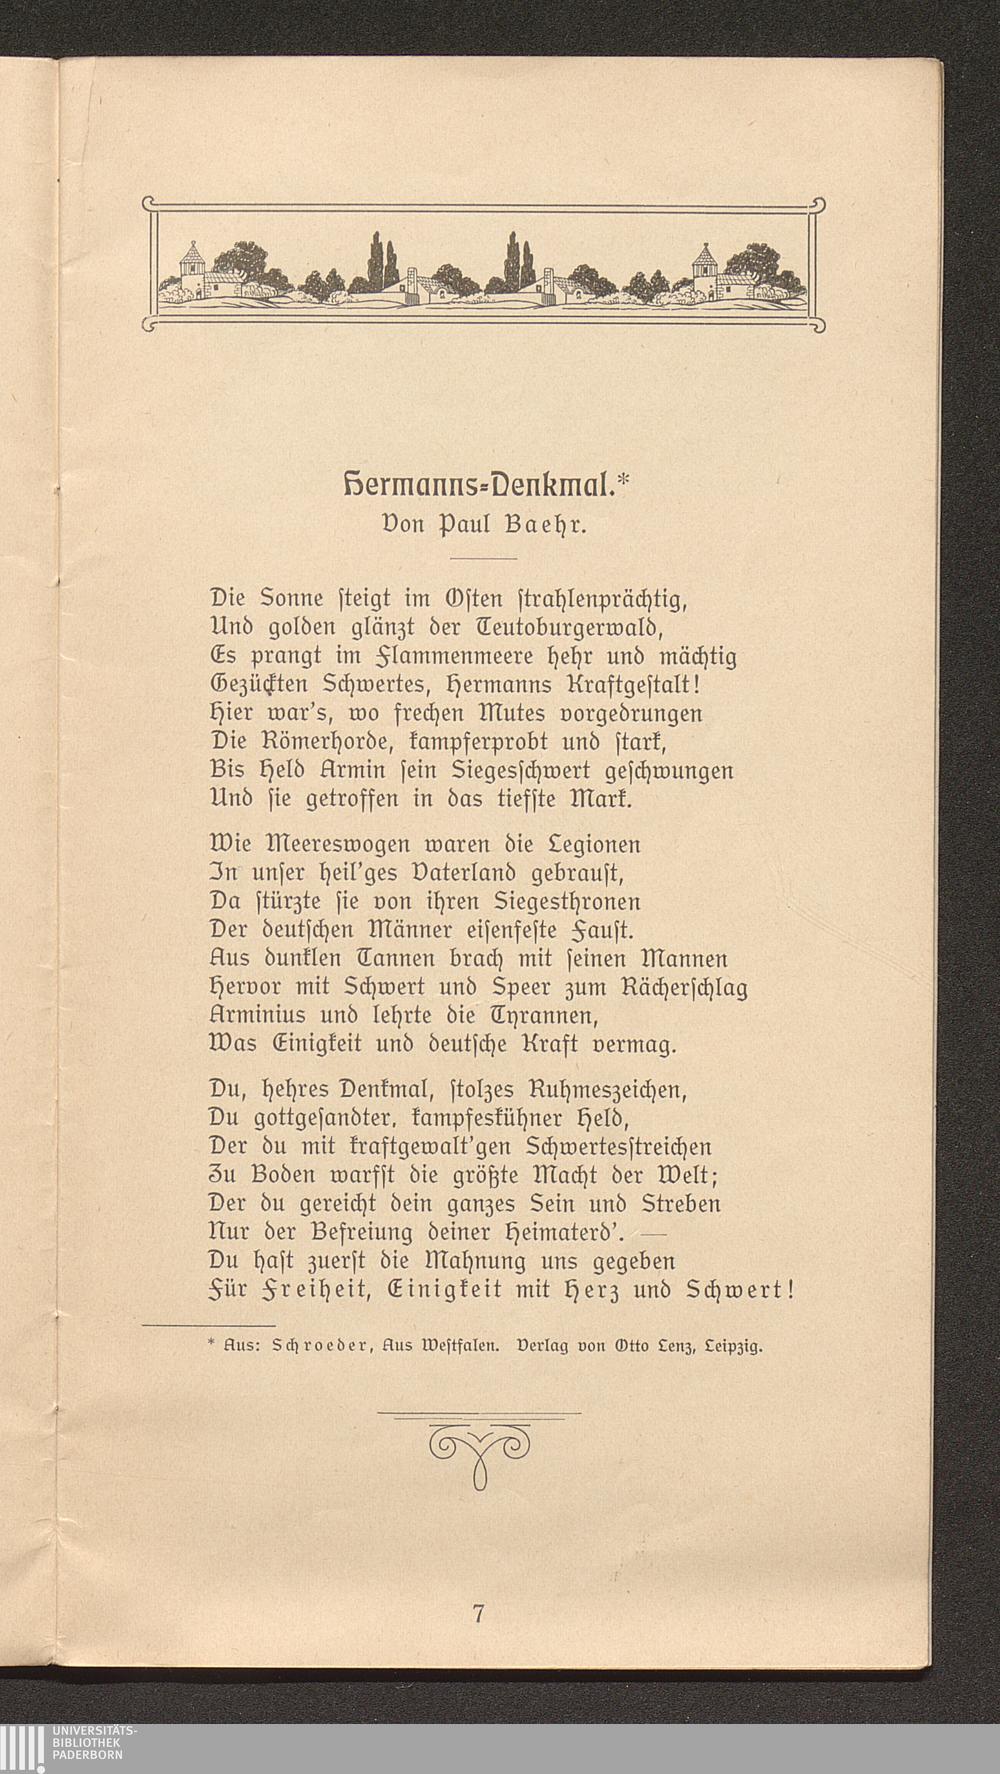 Hermanns-Denkmal.*
Von Paul Baehr.
Die Sonne steigt im Osten strahlenprächtig,
Und golden glänzt der Teutoburgerwald,
Es prangt im Flammenmeere hehr und mächtig
Gezückten Schwertes, Hermanns Kraftgestalt!
Hier war's, wo frechen Mutes vorgedrungen
Die Römerhorde, kampferprobt und stark,
Bis Held Armin sein Siegesschwert geschwungen
Und sie getroffen in das tiefste Mark.
Wie Meereswogen waren die Legionen
In unser heil'ges Vaterland gebraust,
Da stürzte sie von ihren Siegesthronen
Der deutschen Männer eisenfeste Faust.
Aus dunklen Tannen brach mit seinen Mannen
Hervor mit Schwert und Speer zum Rächerschlag
Arminius und lehrte die Tyrannen,
Was Einigkeit und deutsche Kraft vermag.
Du, hehres Denkmal, stolzes Ruhmeszeichen,
Du gottgesandter, kampfeskühner Held,
Der du mit kraftgewalt'gen Schwertesstreichen
Zu Boden warfst die größte Macht der Welt;
Der du gereicht dein ganzes Sein und Streben
Nur der Befreiung deiner Heimaterd'. —
Du hast zuerst die Mahnung uns gegeben
Für Freiheit, Einigkeit mit Herz und Schwert!
* Aus: Schroeder, Aus Westfalen. Verlag von Otto Lenz, Leipzig.
7
UNIVERSITÄTS-
BIBLIOTHEK
PADERBORN